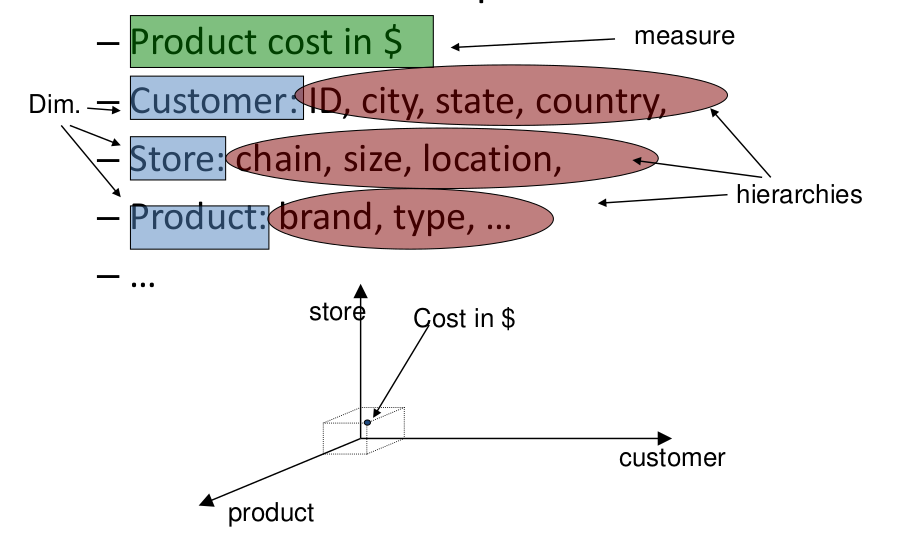 – Product cost in $
measure
Dim.
– Customer: ID, city, state, country,
– Store: chain, size, location,
hierarchies
– Product: brand, type, ...
– ...
store
Cost in $
customer
product